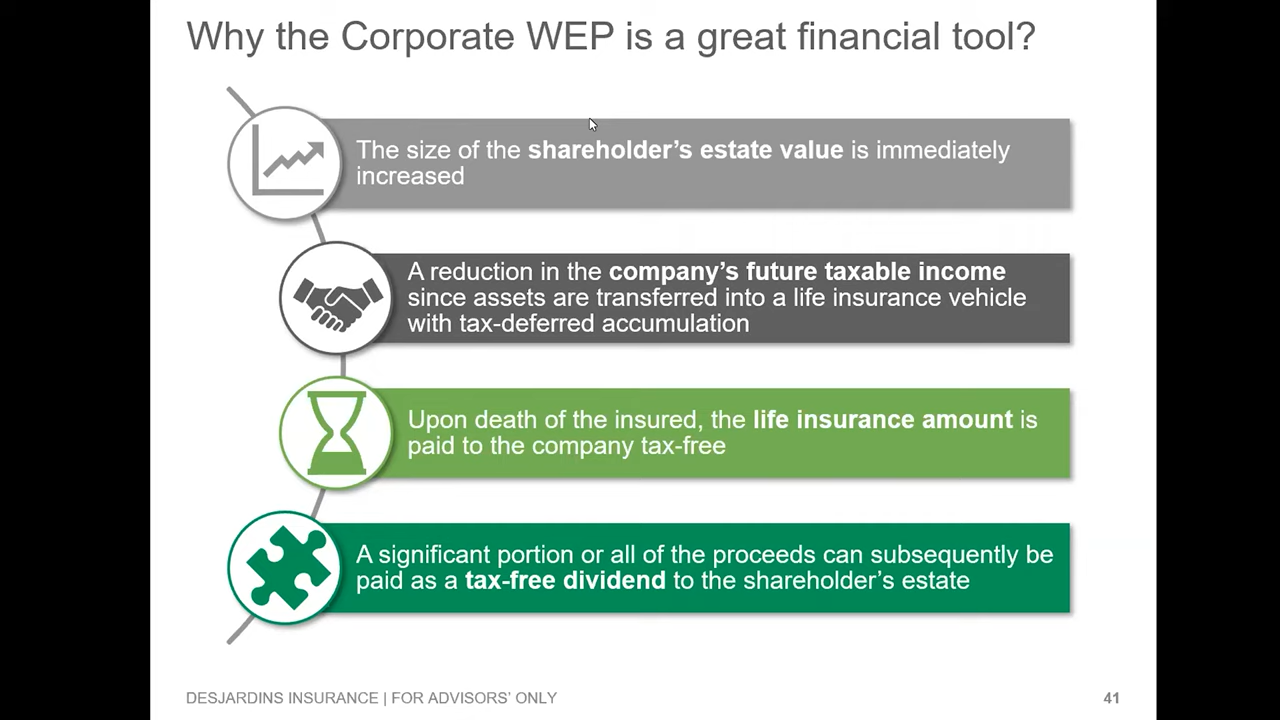 Why the Corporate WEP is a great financial tool?
The size of the shareholder’s estate value is immediately
increased
A reduction in the company’s future taxable income
since assets are transferred into a life insurance vehicle
with tax-deferred accumulation
Upon death of the insured, the life insurance amount is
paid to the company tax-free
A significant portion or all of the proceeds can subsequently be
paid as a tax-free dividend to the shareholder’s estate
DESJARDINS INSURANCE | FOR ADVISORS’ ONLY
41